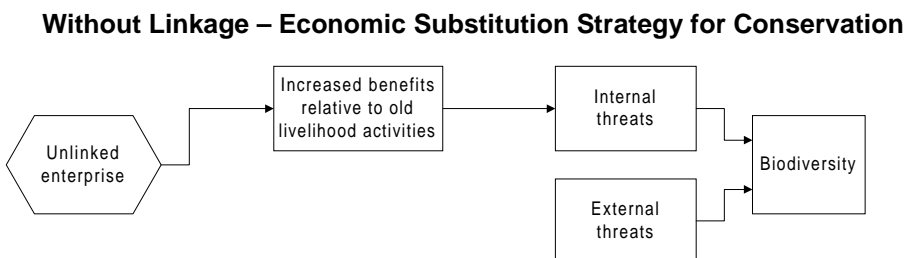 Without Linkage – Economic Substitution Strategy for Conservation
Unlinked
enterprise
Increased benefits
relative to old
livelihood activities
Internal
threats
External
threats
Biodiversity